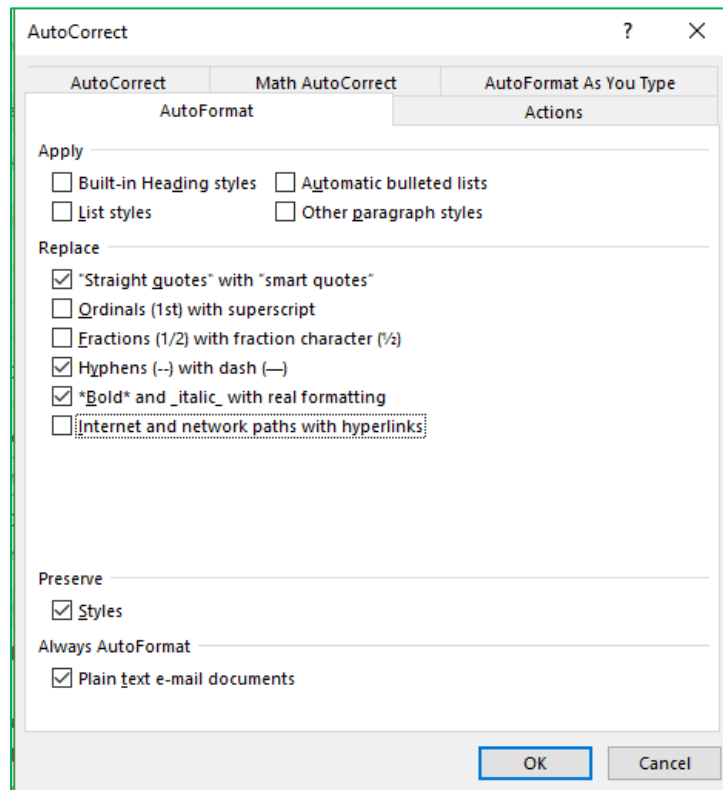 AutoCorrect ? ×
AutoCorrect Math AutoCorrect AutoFormat As You Type
AutoFormat Actions
Apply
Built-in Heading styles Automatic bulleted lists
List styles Other paragraph styles
Replace
"Straight quotes" with “smart quotes”
Ordinals (1st) with superscript
Fractions (1/2) with fraction character (½)
Hyphens (--) with dash (—)
*Bold* and _italic_ with real formatting
Internet and network paths with hyperlinks
Preserve
Styles
Always AutoFormat
Plain text e-mail documents
OK Cancel